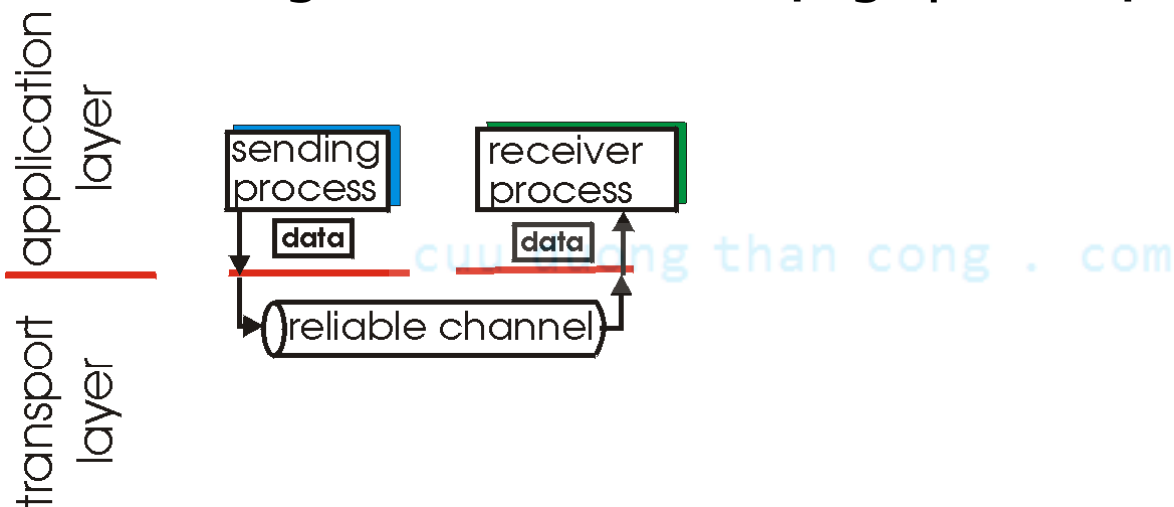 application
layer
sending
process
receiver
process
data
data
cuu duong than cong . com
reliable channel
transport
layer